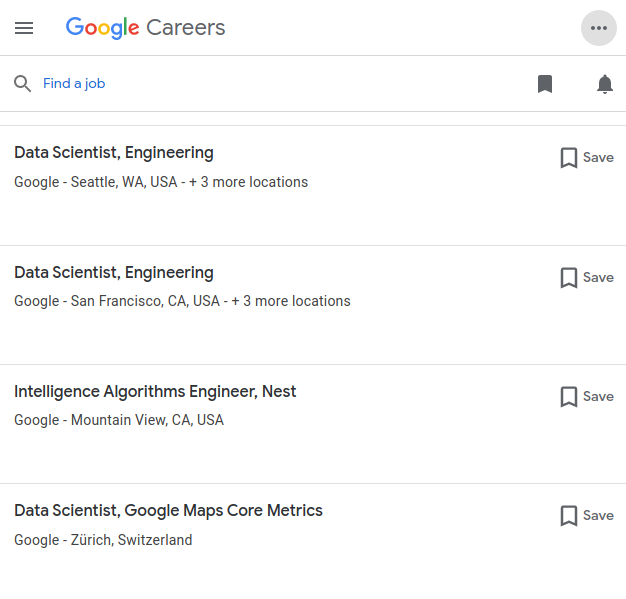 Google Careers
Find a job
Data Scientist, Engineering
Save
Google - Seattle, WA, USA - + 3 more locations
Data Scientist, Engineering
Save
Google - San Francisco, CA, USA - + 3 more locations
Intelligence Algorithms Engineer, Nest
Save
Google - Mountain View, CA, USA
Data Scientist, Google Maps Core Metrics
Save
Google - Zürich, Switzerland